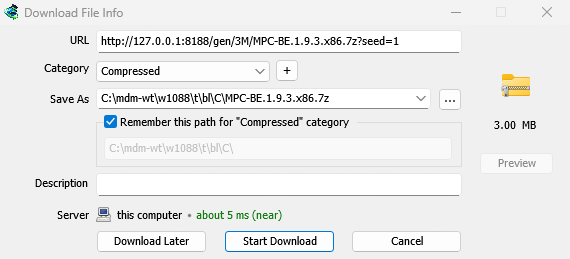 Download File Info
URL http://127.0.0.1:8188/gen/3M/MPC-BE.1.9.3.x86.7z?seed=1
Category Compressed +
Save As C:\mdm-wt\w1088\t\bl\C\MPC-BE.1.9.3.x86.7z ...
Remember this path for "Compressed" category
C:\mdm-wt\w1088\t\bl\C\
3.00 MB
Preview
Description
Server this computer • about 5 ms (near)
Download Later Start Download Cancel